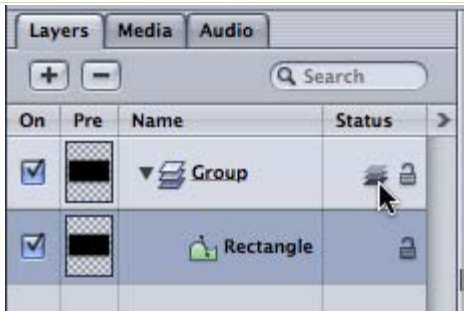 Layers Media Audio
Search
On Pre Name Status
Group
Rectangle